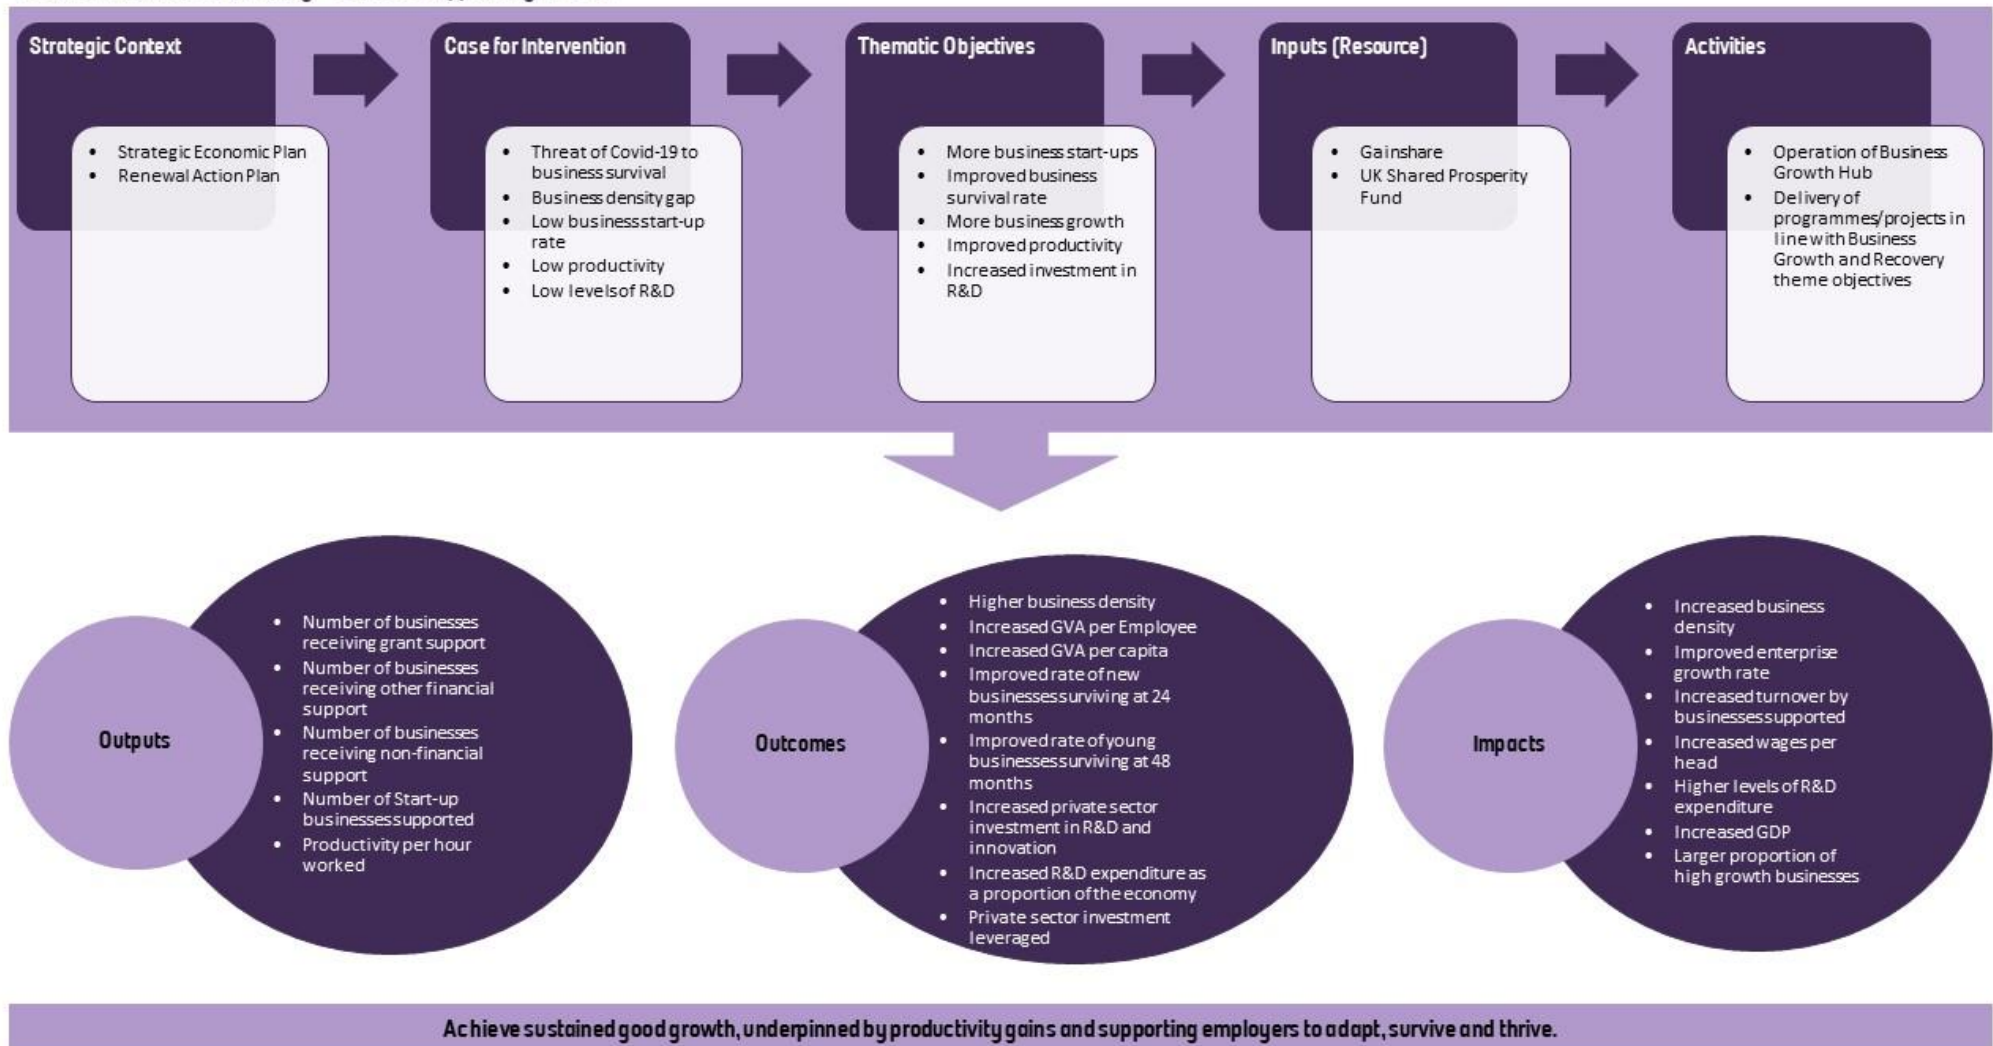 Strategic Context
Case for Intervention
Thematic Objectives
Inputs (Resource)
Activities
• Strategic Economic Plan
• Renewal Action Plan
• Threat of Covid-19 to
business survival
• Business density gap
• Low business start-up
rate
• Low productivity
• Low levels of R&D
• More business start-ups
• Improved business
survival rate
• More business growth
• Improved productivity
• Increased investment in
R&D
• Gainshare
• UK Shared Prosperity
Fund
• Operation of Business
Growth Hub
• Delivery of
programmes/projects in
line with Business
Growth and Recovery
theme objectives
Outputs
• Number of businesses
receiving grant support
• Number of businesses
receiving other financial
support
• Number of businesses
receiving non-financial
support
• Number of Start-up
businesses supported
• Productivity per hour
worked
Outcomes
• Higher business density
• Increased GVA per Employee
• Increased GVA per capita
• Improved rate of new
businesses surviving at 24
months
• Improved rate of young
businesses surviving at 48
months
• Increased private sector
investment in R&D and
innovation
• Increased R&D expenditure as
a proportion of the economy
• Private sector investment
leveraged
Impacts
• Increased business
density
• Improved enterprise
growth rate
• Increased turnover by
businesses supported
• Increased wages per
head
• Higher levels of R&D
expenditure
• Increased GDP
• Larger proportion of
high growth businesses
Achieve sustained good growth, underpinned by productivity gains and supporting employers to adapt, survive and thrive.